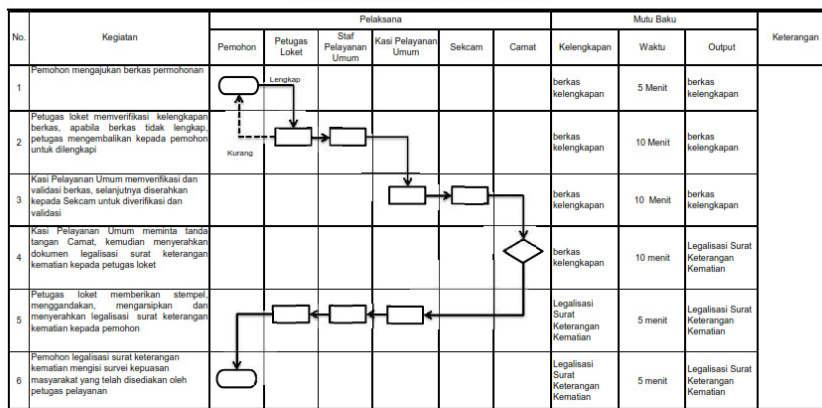 No.
Kegiatan
Pelaksana
Mutu Baku
Keterangan
Pemohon
Petugas
Loket
Staf
Pelayanan
Umum
Kasi Pelayanan
Umum
Sekcam
Camat
Kelengkapan
Waktu
Output
1
Pemohon mengajukan berkas permohonan
Lengkap
berkas
kelengkapan
5 Menit
berkas
kelengkapan
2
Petugas loket memverifikasi kelengkapan
berkas, apabila berkas tidak lengkap,
petugas mengembalikan kepada pemohon
untuk dilengkapi
Kurang
berkas
kelengkapan
10 Menit
berkas
kelengkapan
3
Kasi Pelayanan Umum memverifikasi dan
validasi berkas, selanjutnya diserahkan
kepada Sekcam untuk diverifikasi dan
validasi
berkas
kelengkapan
10 Menit
berkas
kelengkapan
4
Kasi Pelayanan Umum meminta tanda
tangan Camat, kemudian menyerahkan
dokumen legalisasi surat keterangan
kematian kepada petugas loket
berkas
kelengkapan
10 menit
Legalisasi Surat
Keterangan
Kematian
5
Petugas loket memberikan stempel,
menggandakan, mengarsipkan dan
menyerahkan legalisasi surat keterangan
kematian kepada pemohon
Legalisasi
Surat
Keterangan
Kematian
5 menit
Legalisasi Surat
Keterangan
Kematian
6
Pemohon legalisasi surat keterangan
kematian mengisi survei kepuasan
masyarakat yang telah disediakan oleh
petugas pelayanan
Legalisasi
Surat
Keterangan
Kematian
5 menit
Legalisasi Surat
Keterangan
Kematian